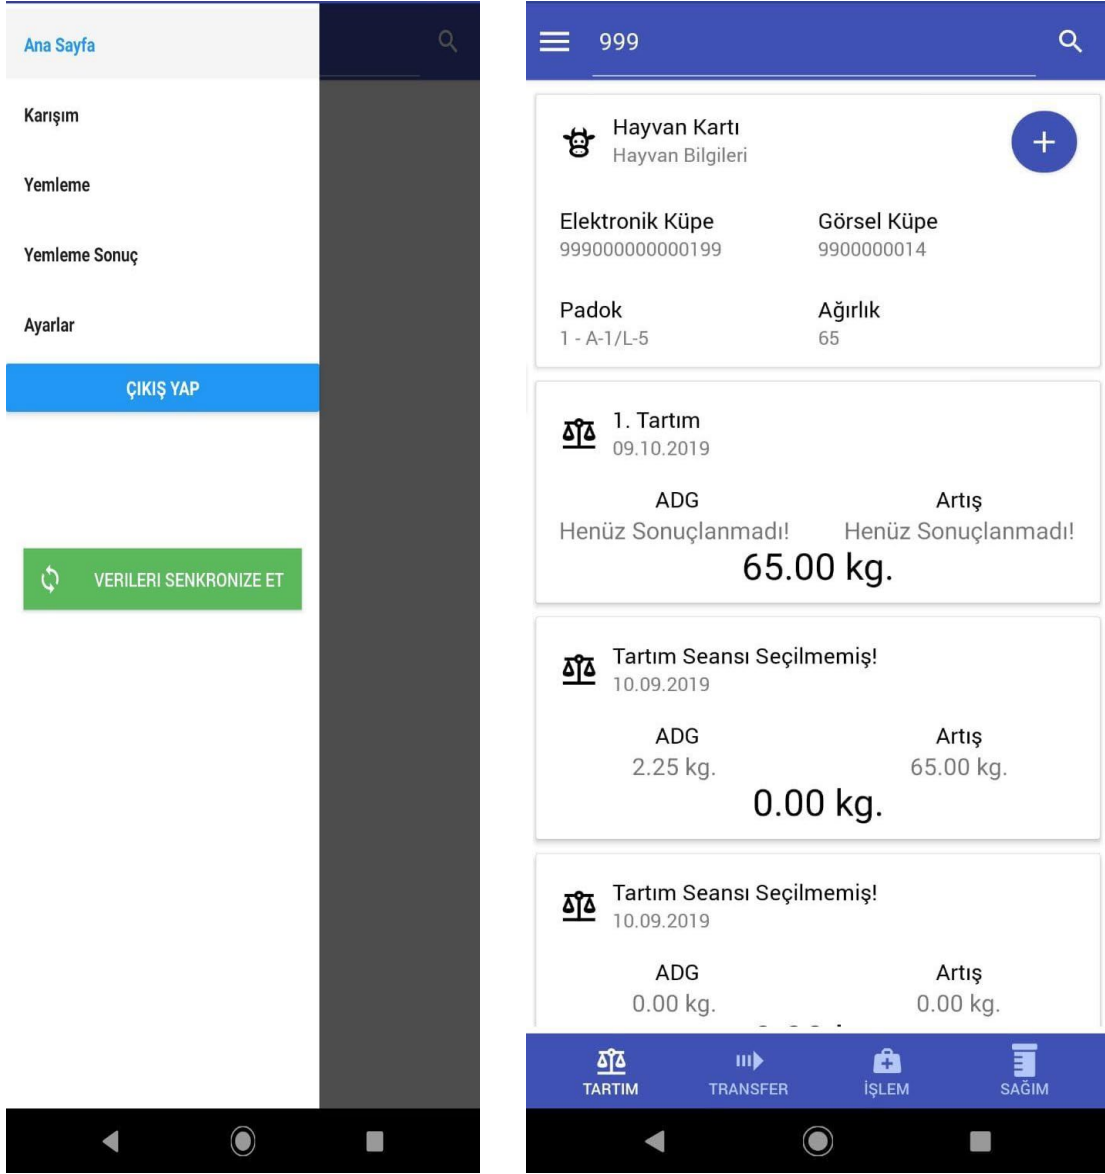 Ana Sayfa
Karışım
Yemleme
Yemleme Sonuç
Ayarlar
ÇIKIŞ YAP
VERILERI SENKRONIZE ET
999
Hayvan Kartı
Hayvan Bilgileri
Elektronik Küpe Görsel Küpe
999000000000199 9900000014
Padok Ağırlık
1 - A-1/L-5 65
1. Tartım
09.10.2019
ADG Artış
Henüz Sonuçlanmadı! Henüz Sonuçlanmadı!
65.00 kg.
Tartım Seansı Seçilmemiş!
10.09.2019
ADG Artış
2.25 kg. 65.00 kg.
0.00 kg.
Tartım Seansı Seçilmemiş!
10.09.2019
ADG Artış
0.00 kg. 0.00 kg.
TARTIM TRANSFER İŞLEM SAĞIM